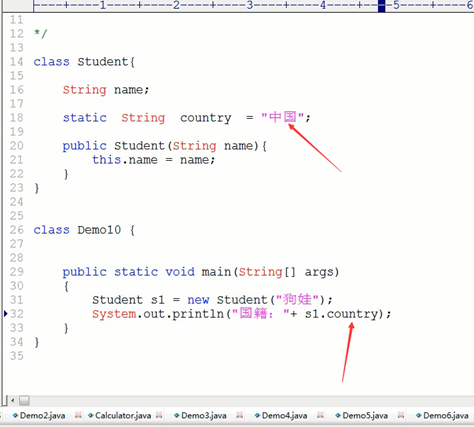 ----+----1----+----2----+----3----+----4----+----5----+----6
11
12 */
13
14 class Student{
15
16 String name;
17
18 static String country = "中国";
19
20 public Student(String name){
21 this.name = name;
22 }
23 }
24
25
26 class Demo10 {
27
28
29 public static void main(String[] args)
30 {
31 Student s1 = new Student("狗娃");
32 System.out.println("国籍："+ s1.country);
33 }
34 }
35
Demo2.java Calculator.java Demo3.java Demo4.java Demo5.java Demo6.java